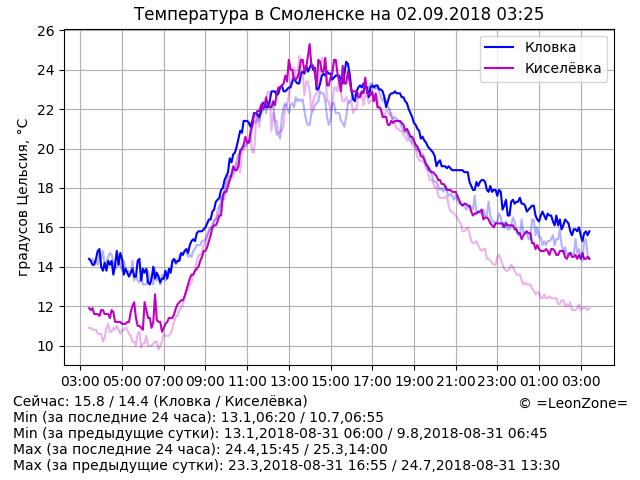 Температура в Смоленске на 02.09.2018 03:25
26
24
22
20
18
16
14
12
10
градусов Цельсия, °C
Кловка
Киселёвка
03:00 05:00 07:00 09:00 11:00 13:00 15:00 17:00 19:00 21:00 23:00 01:00 03:00
Сейчас: 15.8 / 14.4 (Кловка / Киселёвка)
© =LeonZone=
Min (за последние 24 часа): 13.1,06:20 / 10.7,06:55
Min (за предыдущие сутки): 13.1,2018-08-31 06:00 / 9.8,2018-08-31 06:45
Max (за последние 24 часа): 24.4,15:45 / 25.3,14:00
Max (за предыдущие сутки): 23.3,2018-08-31 16:55 / 24.7,2018-08-31 13:30